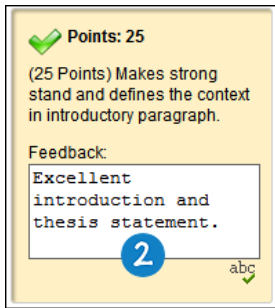 Points: 25
(25 Points) Makes strong
stand and defines the context
in introductory paragraph.
Feedback:
Excellent
introduction and
thesis statement.
2
abc